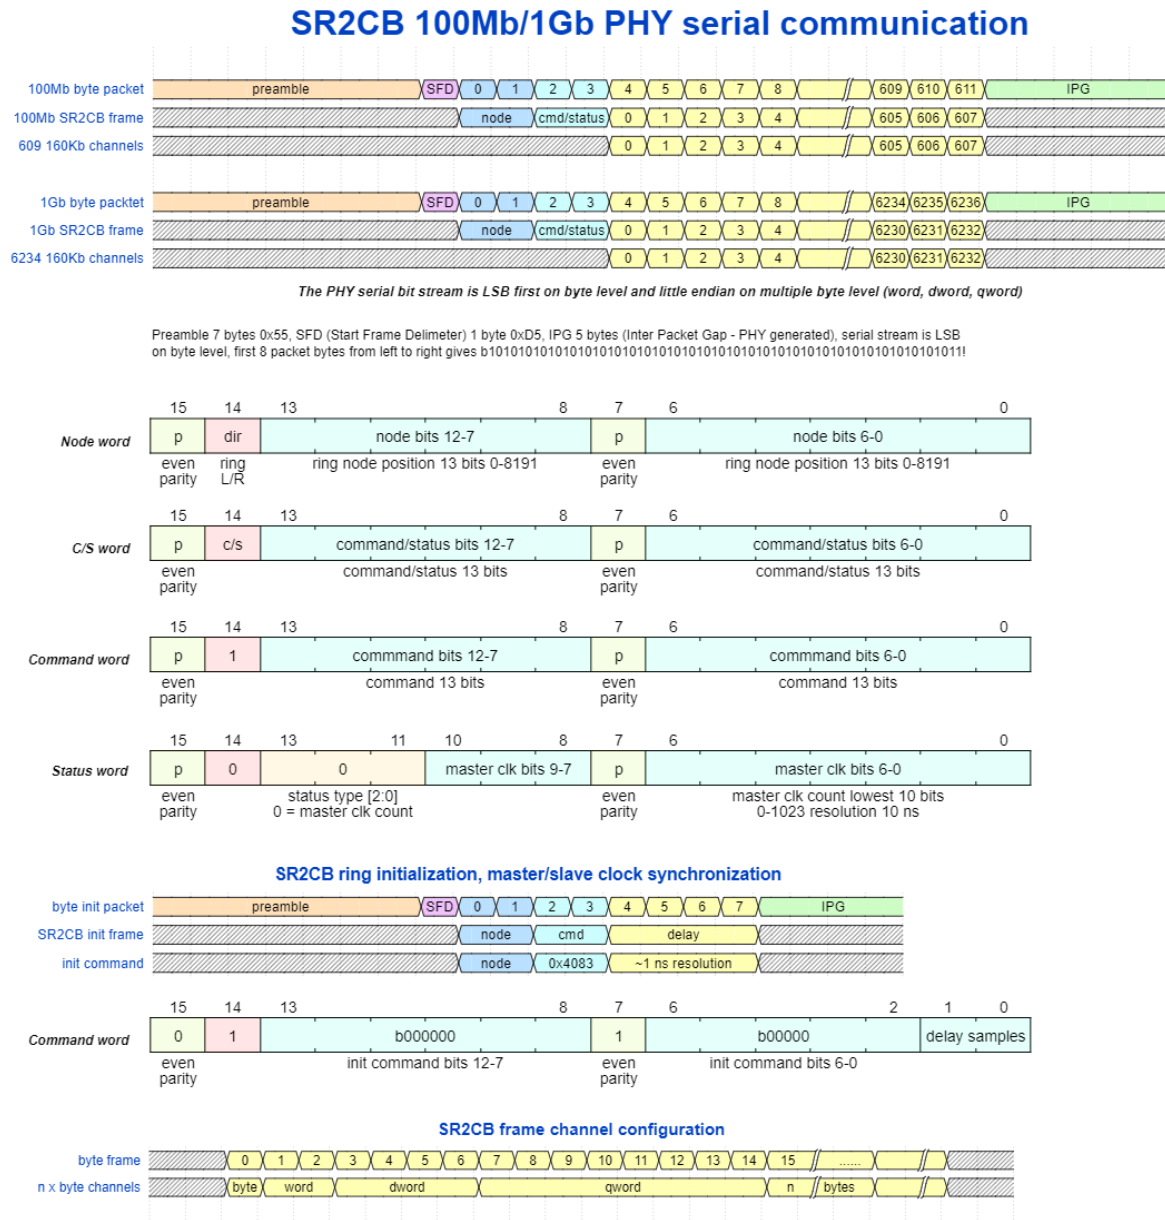 SR2CB 100Mb/1Gb PHY serial communication
100Mb byte packet preamble SFD 0 1 2 3 4 5 6 7 8 609 610 611 IPG
100Mb SR2CB frame node cmd/status 0 1 2 3 4 605 606 607
609 160Kb channels 0 1 2 3 4 605 606 607
1Gb byte packtet preamble SFD 0 1 2 3 4 5 6 7 8 6234 6235 6236 IPG
1Gb SR2CB frame node cmd/status 0 1 2 3 4 6230 6231 6232
6234 160Kb channels 0 1 2 3 4 6230 6231 6232
The PHY serial bit stream is LSB first on byte level and little endian on multiple byte level (word, dword, qword)
Preamble 7 bytes 0x55, SFD (Start Frame Delimeter) 1 byte 0xD5, IPG 5 bytes (Inter Packet Gap - PHY generated), serial stream is LSB
on byte level, first 8 packet bytes from left to right gives b1010101010101010101010101010101010101010101010101010101010101011!
15 14 13 8 7 6 0
Node word p dir node bits 12-7 p node bits 6-0
even ring ring node position 13 bits 0-8191 even ring node position 13 bits 0-8191
parity L/R parity
15 14 13 8 7 6 0
C/S word p c/s command/status bits 12-7 p command/status bits 6-0
even command/status 13 bits even command/status 13 bits
parity parity
15 14 13 8 7 6 0
Command word p 1 commmand bits 12-7 p commmand bits 6-0
even command 13 bits even command 13 bits
parity parity
15 14 13 11 10 8 7 6 0
Status word p 0 0 master clk bits 9-7 p master clk bits 6-0
even status type [2:0] even master clk count lowest 10 bits
parity 0 = master clk count parity 0-1023 resolution 10 ns
SR2CB ring initialization, master/slave clock synchronization
byte init packet preamble SFD 0 1 2 3 4 5 6 7 IPG
SR2CB init frame node cmd delay
init command node 0x4083 ~1 ns resolution
15 14 13 8 7 6 2 1 0
Command word 0 1 b000000 1 b00000 delay samples
even init command bits 12-7 even init command bits 6-0
parity parity
SR2CB frame channel configuration
byte frame 0 1 2 3 4 5 6 7 8 9 10 11 12 13 14 15 ......
n x byte channels byte word dword qword n bytes